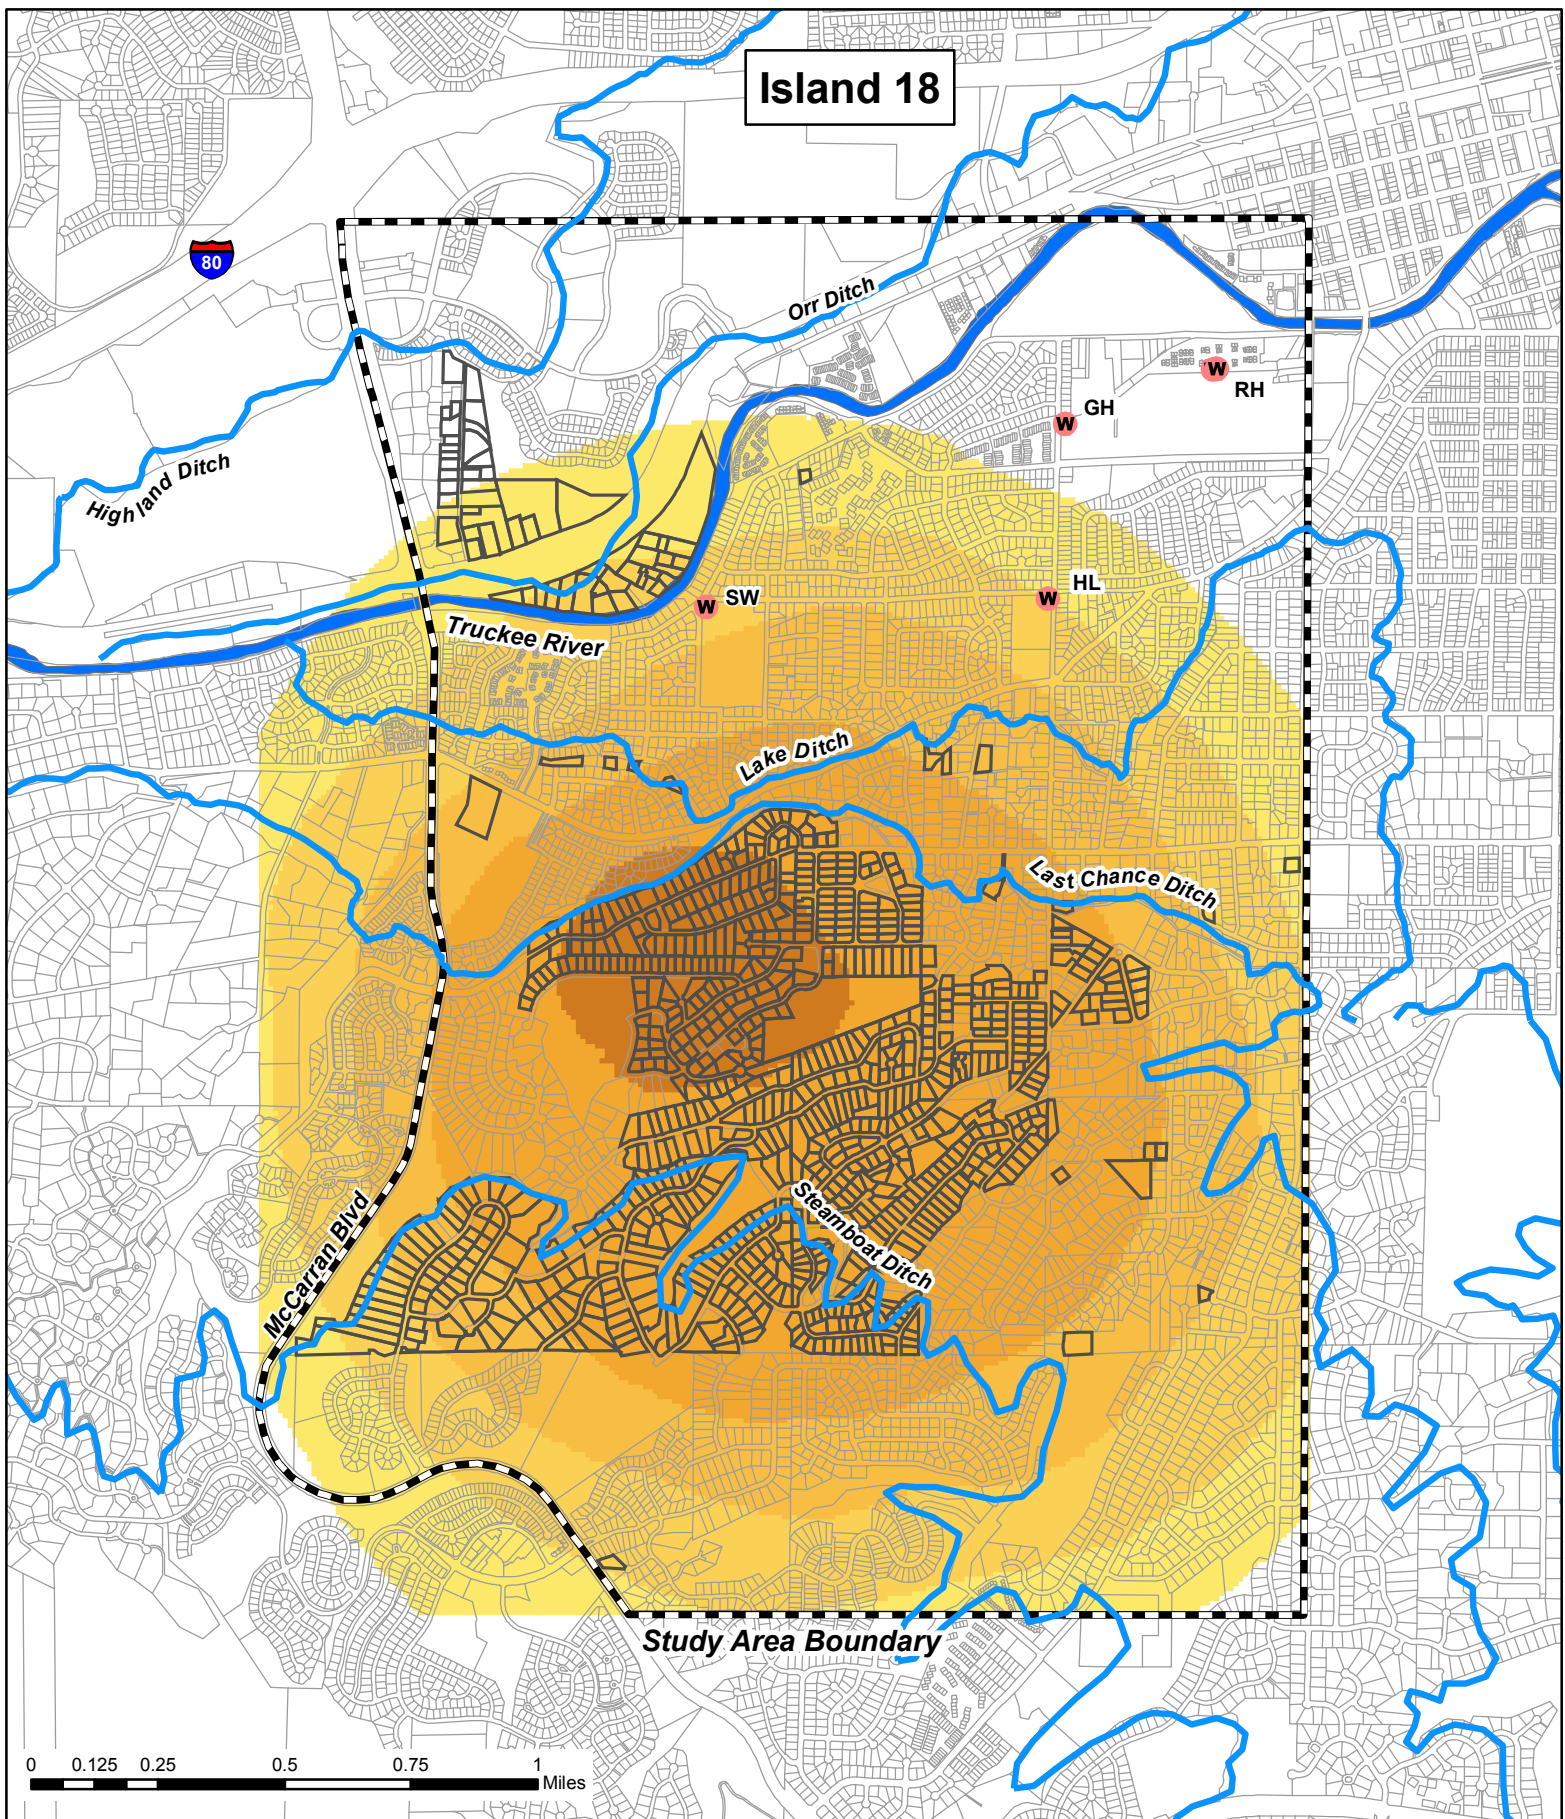 Island 18
80
Orr Ditch
RH
GH
Highland Ditch
SW
HL
Truckee River
Lake Ditch
Last Chance Ditch
Steamboat Ditch
McCarran Blvd
Study Area Boundary
0 0.125 0.25 0.5 0.75 1
Miles
W
W
W
W